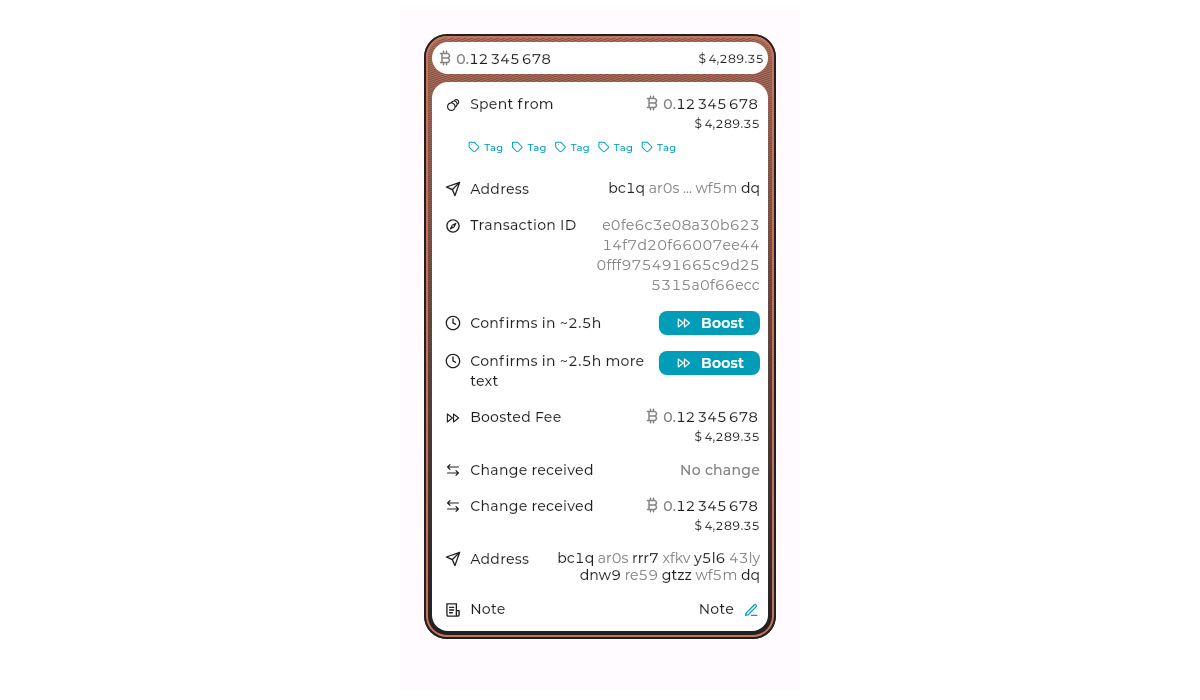 ₿ 0.12 345 678 $ 4,289.35
Spent from ₿ 0.12 345 678
$ 4,289.35
Tag Tag Tag Tag Tag
Address bc1q ar0s ... wf5m dq
Transaction ID e0fe6c3e08a30b623
14f7d20f66007ee44
0fff975491665c9d25
5315a0f66ecc
Confirms in ~2.5h Boost
Confirms in ~2.5h more Boost
text
Boosted Fee ₿ 0.12 345 678
$ 4,289.35
Change received No change
Change received ₿ 0.12 345 678
$ 4,289.35
Address bc1q ar0s rrr7 xfkv y5l6 43ly
dnw9 re59 gtzz wf5m dq
Note Note